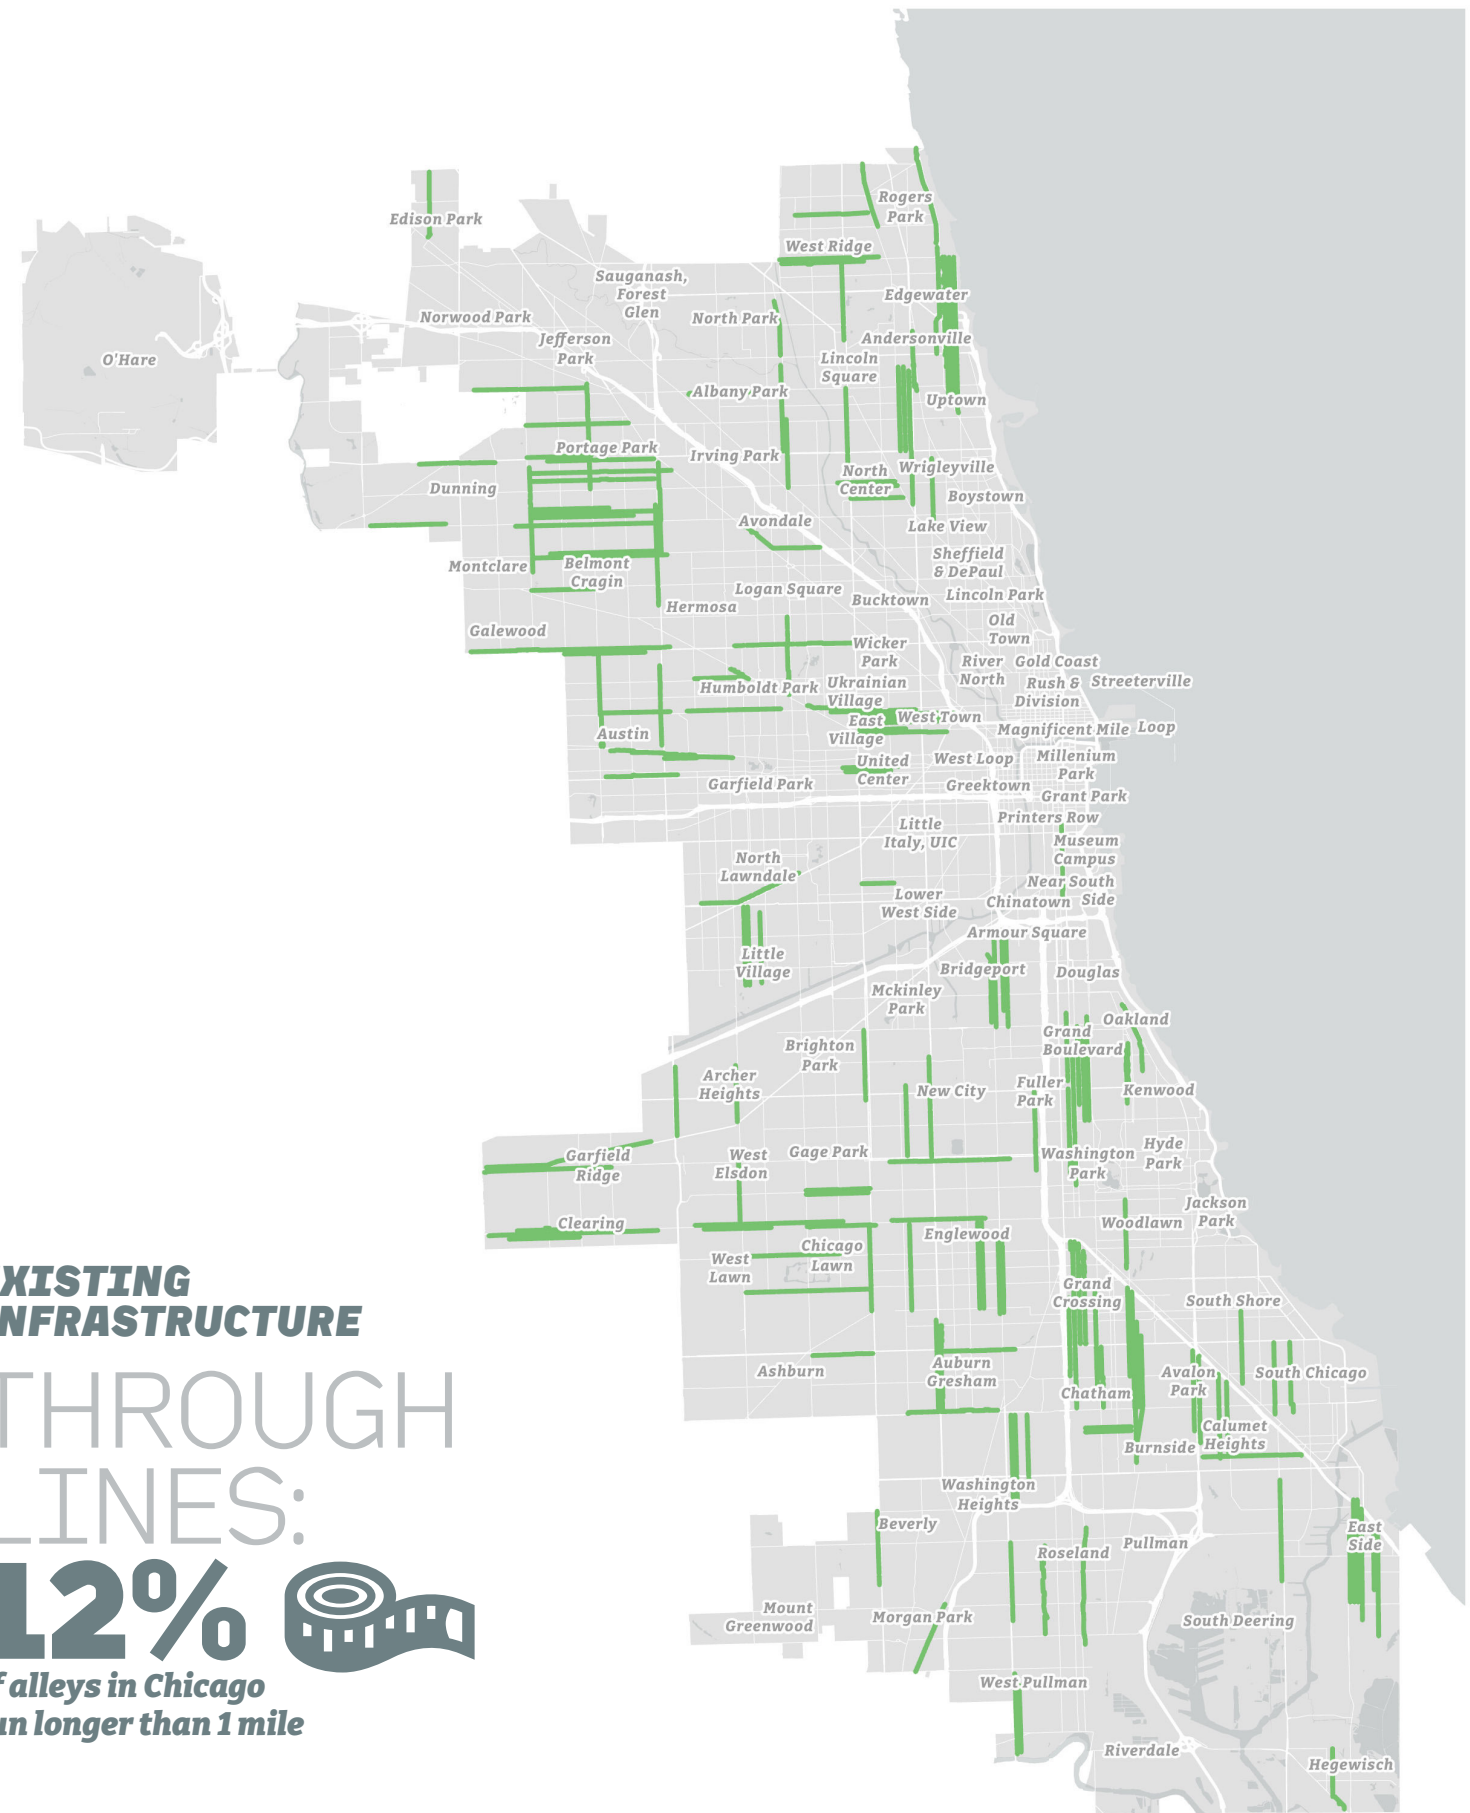 Rogers
Park
Edison Park
West Ridge
Sauganash,
Forest
Glen
Edgewater
Norwood Park
North Park
Jefferson
Park
Andersonville
O'Hare
Lincoln
Square
Albany Park
Uptown
Portage Park
Irving Park
North
Center
Wrigleyville
Dunning
Boystown
Avondale
Lake View
Sheffield
& DePaul
Montclare
Belmont
Cragin
Logan Square
Lincoln Park
Bucktown
Hermosa
Old
Town
Galewood
Wicker
Park
River
North
Gold Coast
Humboldt Park
Ukrainian
Village
Rush &
Division
Streeterville
East
Village
West Town
Austin
Magnificent Mile
Loop
United
Center
West Loop
Millenium
Park
Garfield Park
Greektown
Grant Park
Printers Row
Little
Italy, UIC
Museum
Campus
North
Lawndale
Near South
Side
Lower
West Side
Chinatown
Armour Square
Little
Village
Bridgeport
Douglas
Mckinley
Park
Oakland
Grand
Boulevard
Brighton
Park
Archer
Heights
New City
Fuller
Park
Kenwood
Garfield
Ridge
West
Elsdon
Gage Park
Washington
Park
Hyde
Park
Jackson
Park
Clearing
Woodlawn
Englewood
Chicago
Lawn
West
Lawn
Grand
Crossing
South Shore
Ashburn
Auburn
Gresham
Avalon
Park
South Chicago
Chatham
Calumet
Heights
Burnside
Washington
Heights
Beverly
East
Side
Pullman
Roseland
Mount
Greenwood
Morgan Park
South Deering
West Pullman
Riverdale
Hegewisch
XISTING
NFRASTRUCTURE
THROUGH
LINES:
12%
f alleys in Chicago
un longer than 1 mile